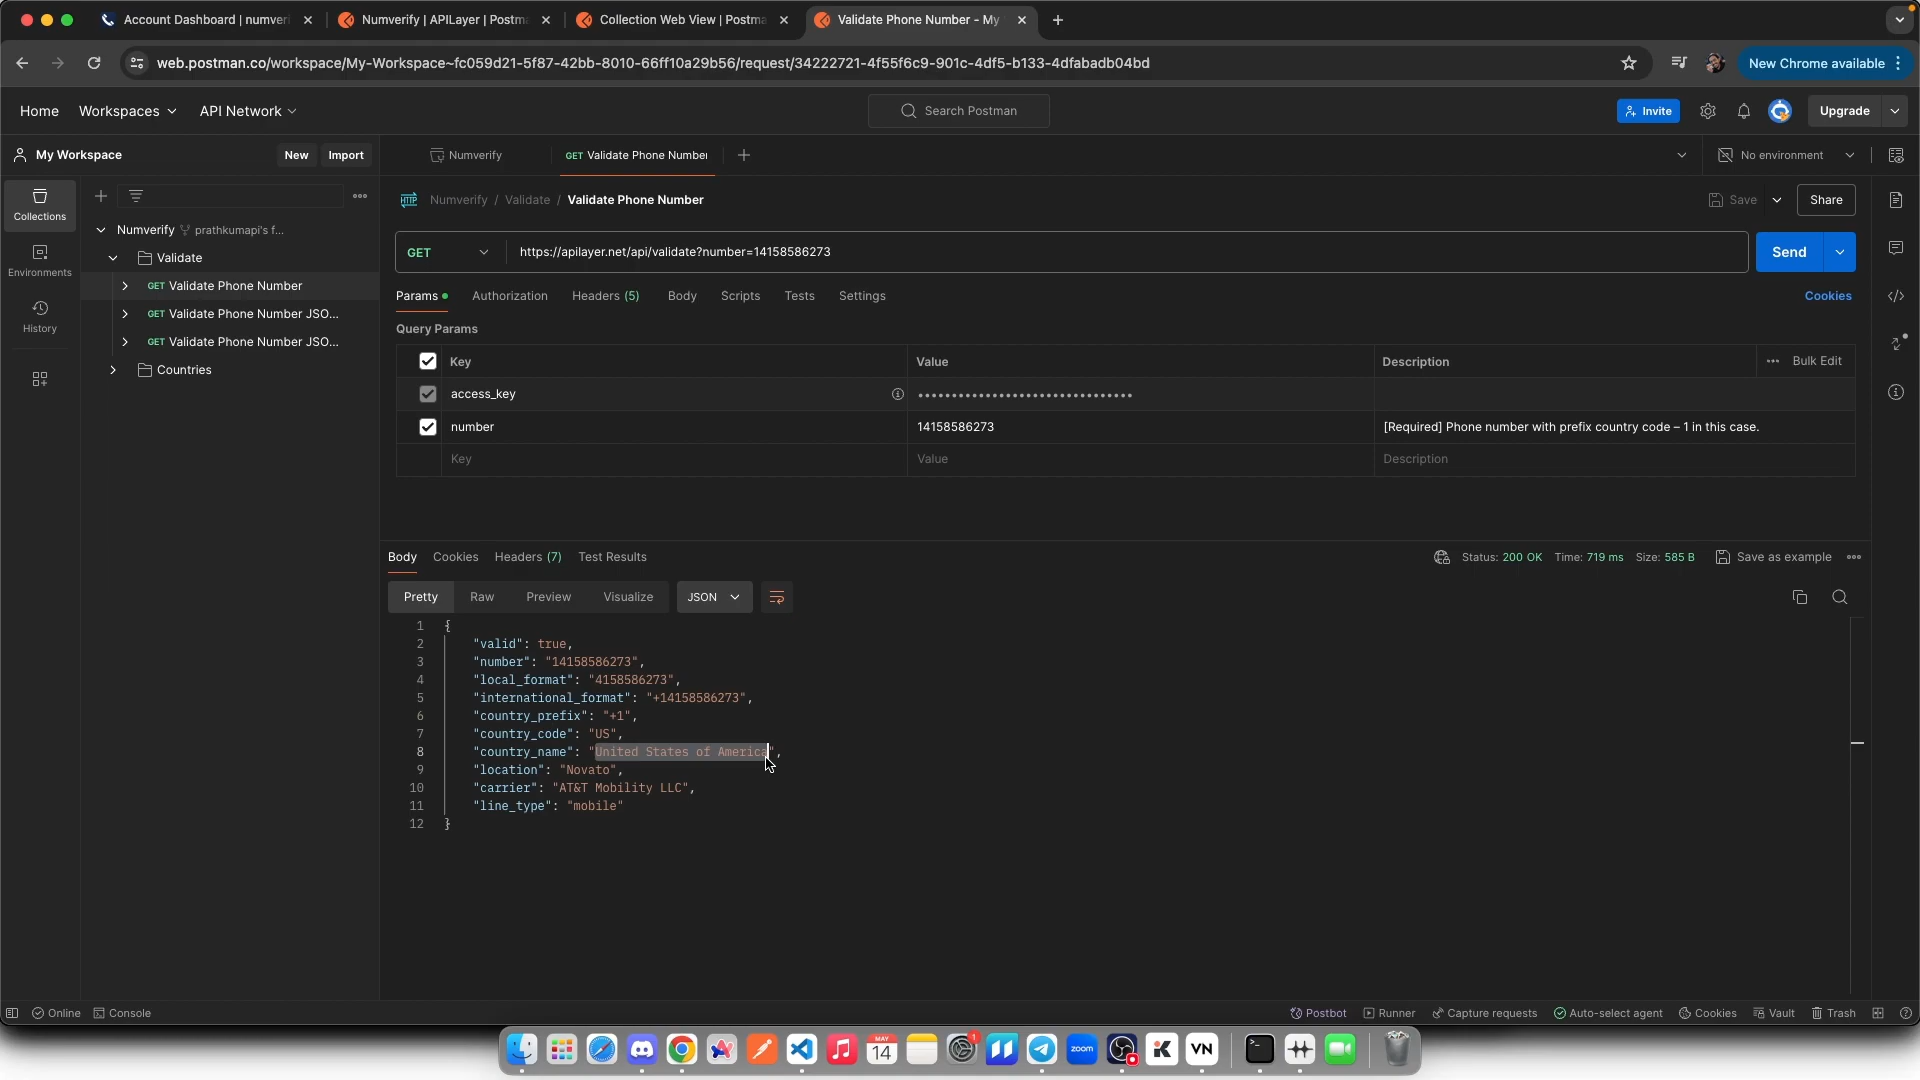 Account Dashboard | numveri
Numverify | APILayer | Postma
Collection Web View | Postma
Validate Phone Number - My
web.postman.co/workspace/My-Workspace~fc059d21-5f87-42bb-8010-66ff10a29b56/request/34222721-4f55f6c9-901c-4df5-b133-4dfabadb04bd
New Chrome available
Home
Workspaces
API Network
Search Postman
Invite
Upgrade
My Workspace
New
Import
Numverify
GET Validate Phone Number
No environment
Collections
Environments
History
Numverify prathkumapi's f...
Validate
GET Validate Phone Number
GET Validate Phone Number JSO...
GET Validate Phone Number JSO...
Countries
HTTP Numverify / Validate / Validate Phone Number
Save
Share
GET
https://apilayer.net/api/validate?number=14158586273
Send
Params
Authorization
Headers (5)
Body
Scripts
Tests
Settings
Cookies
Query Params
Key
Value
Description
Bulk Edit
access_key
••••••••••••••••••••••••••••••••
number
14158586273
[Required] Phone number with prefix country code – 1 in this case.
Key
Value
Description
Body
Cookies
Headers (7)
Test Results
Status: 200 OK
Time: 719 ms
Size: 585 B
Save as example
Pretty
Raw
Preview
Visualize
JSON
1 {
2 "valid": true,
3 "number": "14158586273",
4 "local_format": "4158586273",
5 "international_format": "+14158586273",
6 "country_prefix": "+1",
7 "country_code": "US",
8 "country_name": "United States of America",
9 "location": "Novato",
10 "carrier": "AT&T Mobility LLC",
11 "line_type": "mobile"
12 }
Online
Console
Postbot
Runner
Capture requests
Auto-select agent
Cookies
Vault
Trash
MAY
14
1
zoom
VN